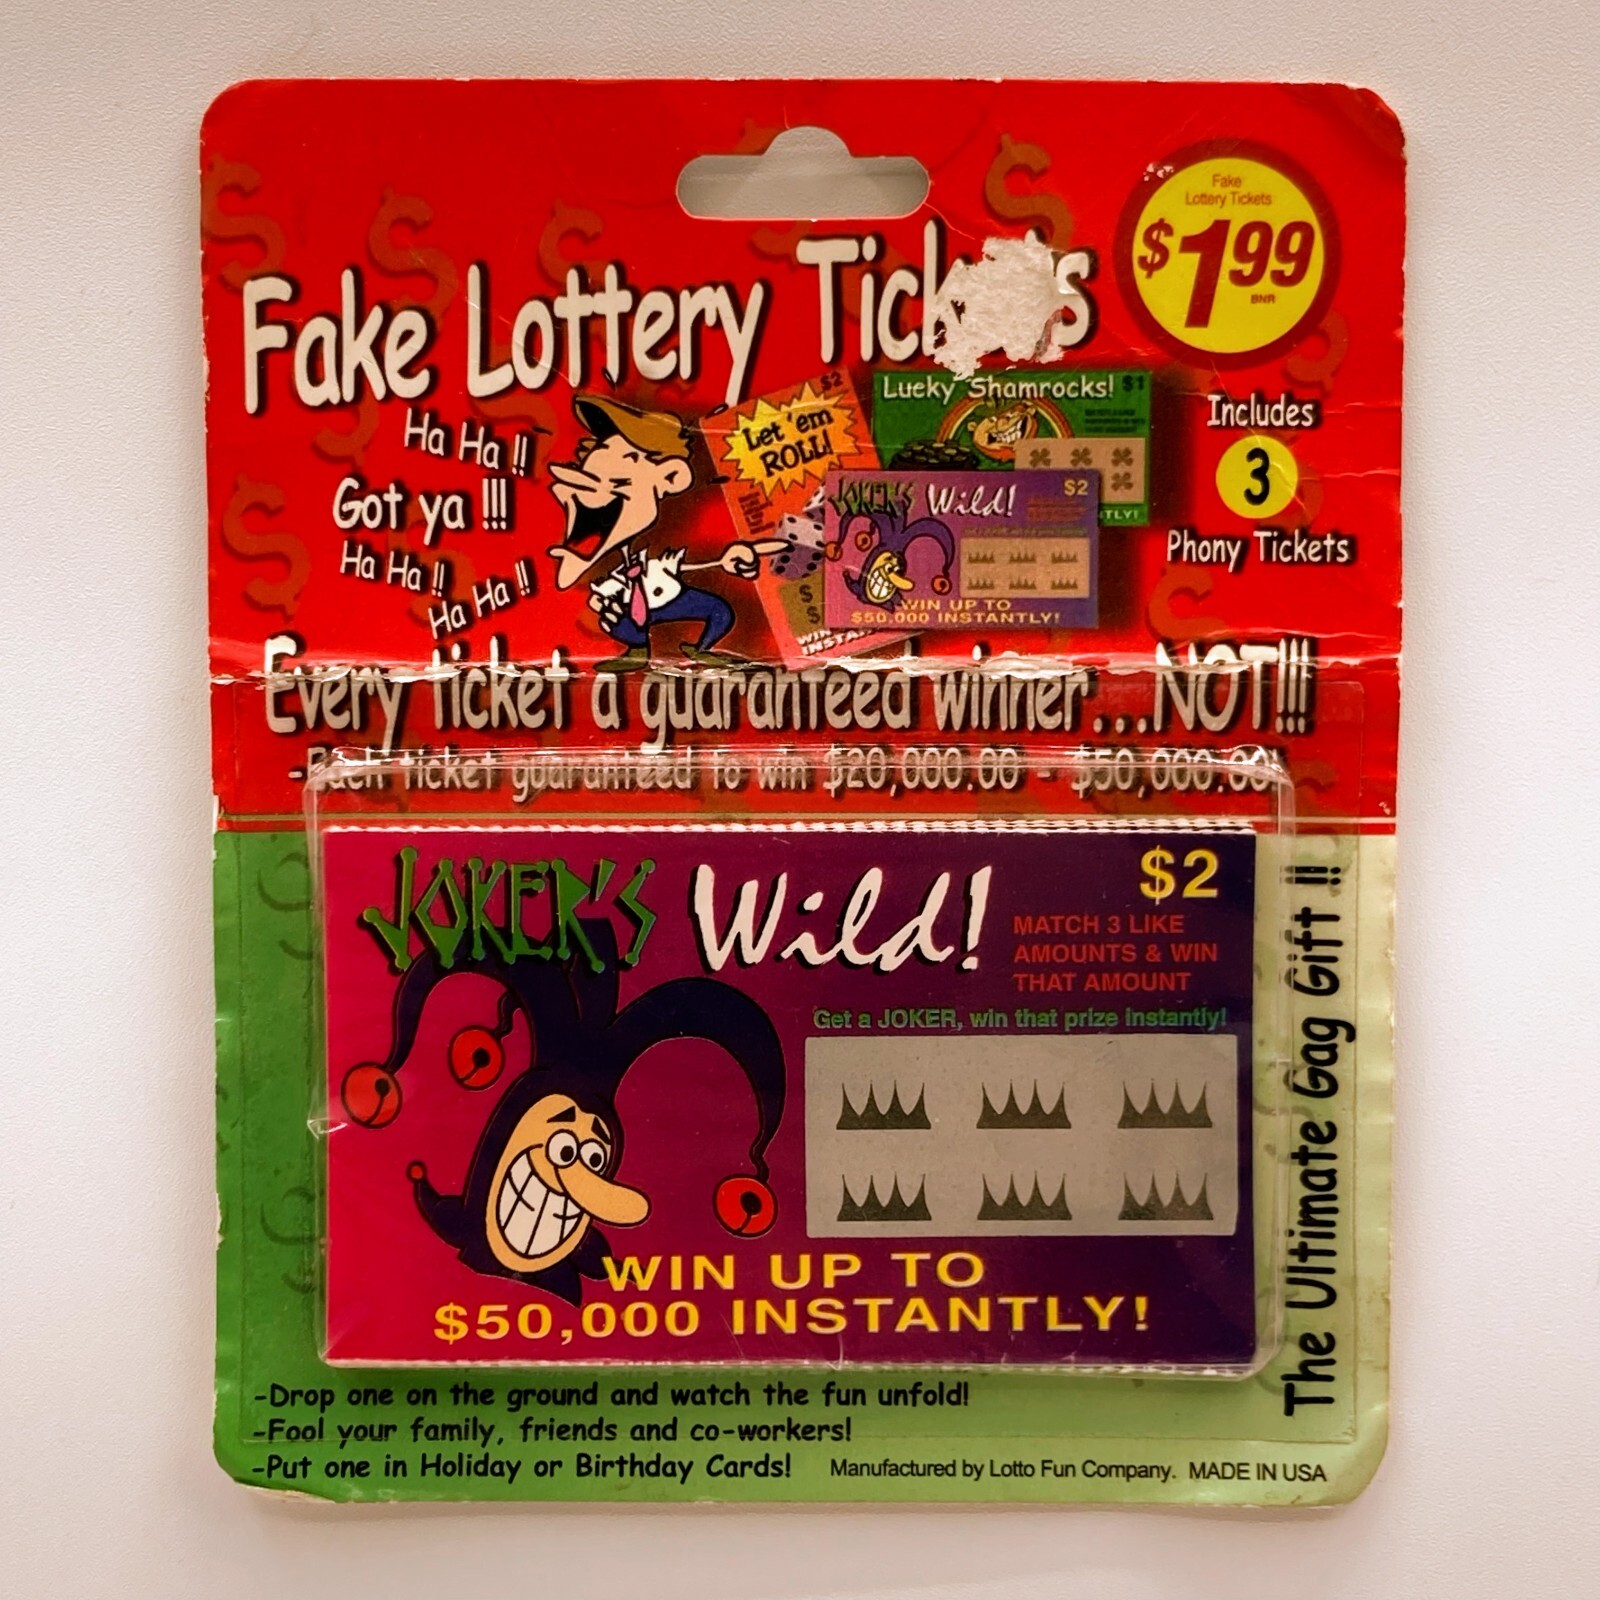 Fake
Lottery Tickets
$1.99
BNR
Fake Lottery
Ha Ha !!
Got ya !!!
Ha Ha !!
Ha Ha !!
$2
Let 'em
ROLL!
Lucky Shamrocks! $1
JOKER'S Wild! $2
WIN UP TO
$50,000 INSTANTLY!
Includes
3
Phony Tickets
Every ticket a guaranteed winner...NOT!!!
-Each ticket guaranteed to win $20,000.00 - $50,000.00!
JOKER'S Wild!
$2
MATCH 3 LIKE
AMOUNTS & WIN
THAT AMOUNT
Get a JOKER, win that prize instantly!
WIN UP TO
$50,000 INSTANTLY!
The Ultimate Gag Gift !!
-Drop one on the ground and watch the fun unfold!
-Fool your family, friends and co-workers!
-Put one in Holiday or Birthday Cards!
Manufactured by Lotto Fun Company. MADE IN USA